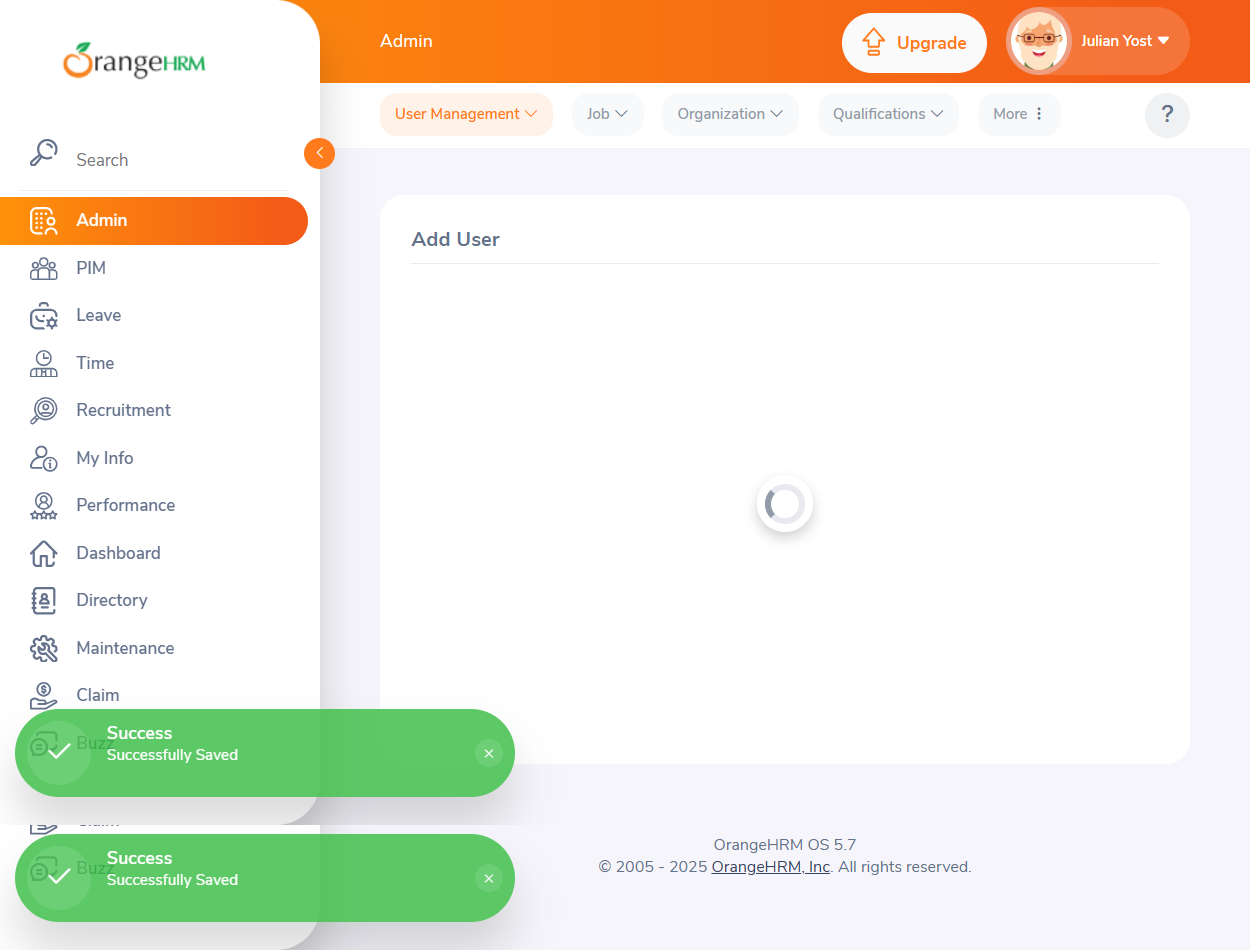 OrangeHRM
Admin
Upgrade
Julian Yost
User Management
Job
Organization
Qualifications
More
?
Search
Admin
PIM
Leave
Time
Recruitment
My Info
Performance
Dashboard
Directory
Maintenance
Claim
Buzz
Add User
Success
Successfully Saved
Claim
Buzz
Success
Successfully Saved
OrangeHRM OS 5.7
© 2005 - 2025 OrangeHRM, Inc. All rights reserved.